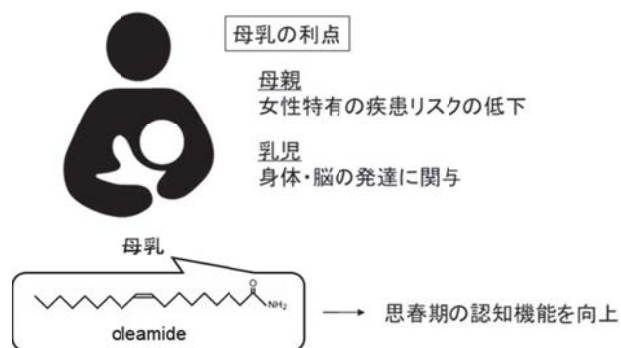 母乳の利点
母親
女性特有の疾患リスクの低下
乳児
身体・脳の発達に関与
母乳
O
NH₂
oleamide
思春期の認知機能を向上